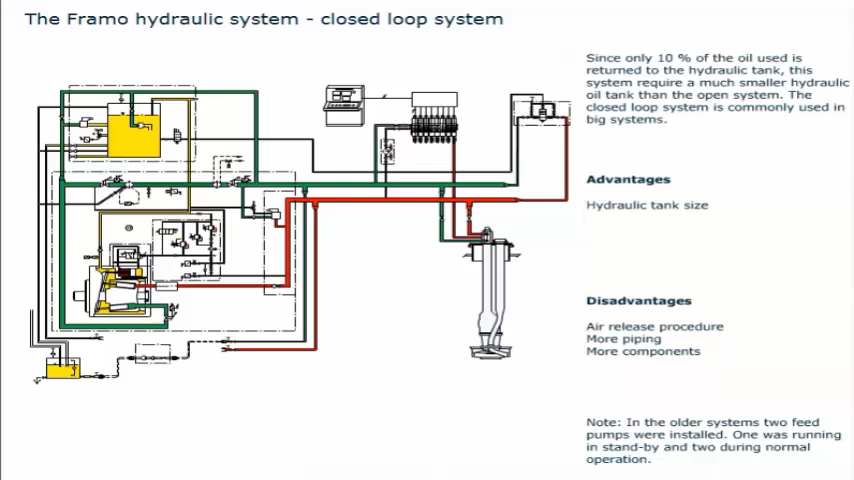 The Framo hydraulic system - closed loop system
Since only 10 % of the oil used is
returned to the hydraulic tank, this
system require a much smaller hydraulic
oil tank than the open system. The
closed loop system is commonly used in
big systems.
Advantages
Hydraulic tank size
Disadvantages
Air release procedure
More piping
More components
Note: In the older systems two feed
pumps were installed. One was running
in stand-by and two during normal
operation.